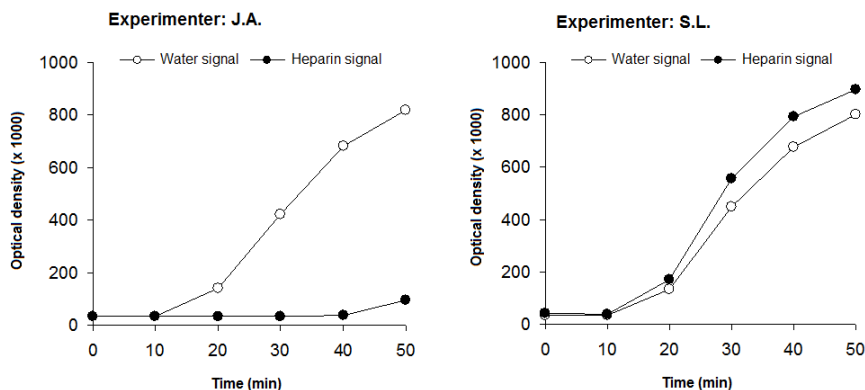 Experimenter: J.A.
Water signal
Heparin signal
Optical density (x 1000)
1000
800
600
400
200
0
0 10 20 30 40 50
Time (min)
Experimenter: S.L.
Water signal
Heparin signal
Optical density (x 1000)
1000
800
600
400
200
0
0 10 20 30 40 50
Time (min)